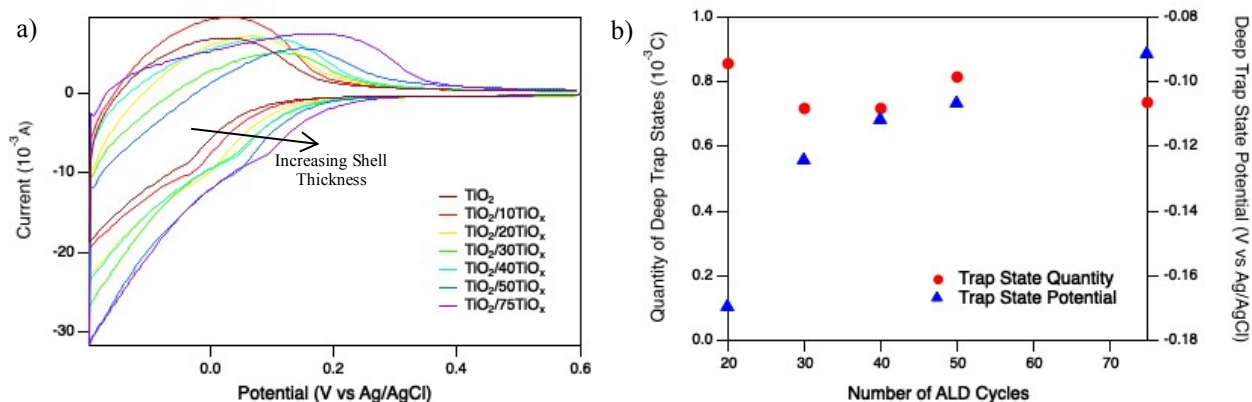 a)
Current (10⁻³A)
0
-10
-20
-30
0.0
0.2
0.4
0.6
Potential (V vs Ag/AgCl)
Increasing Shell
Thickness
TiO₂
TiO₂/10TiOₓ
TiO₂/20TiOₓ
TiO₂/30TiOₓ
TiO₂/40TiOₓ
TiO₂/50TiOₓ
TiO₂/75TiOₓ
b)
Quantity of Deep Trap States (10⁻³C)
1.0
0.8
0.6
0.4
0.2
0.0
20
30
40
50
60
70
Number of ALD Cycles
Trap State Quantity
Trap State Potential
-0.08
-0.10
-0.12
-0.14
-0.16
-0.18
Deep Trap State Potential (V vs Ag/AgCl)